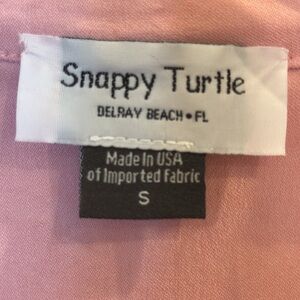 Snappy Turtle
DELRAY BEACH • FL
Made In USA
of Imported Fabric
S